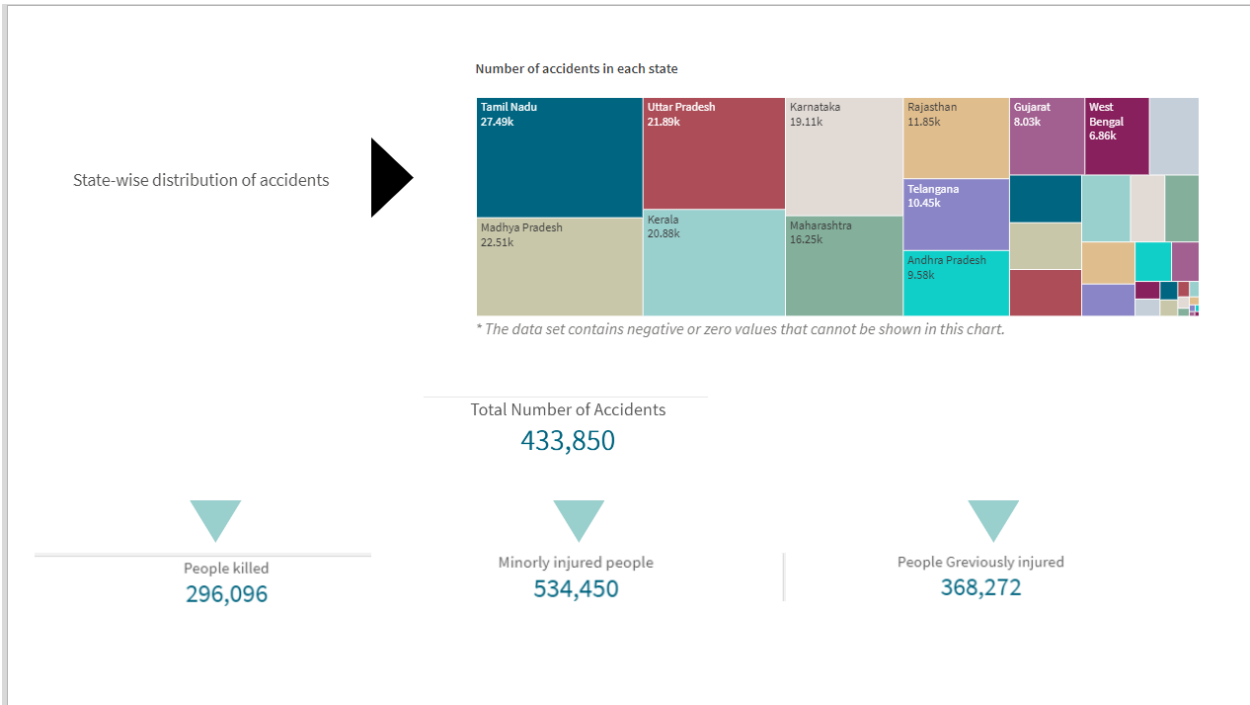 Number of accidents in each state
Tamil Nadu
27.49k
Uttar Pradesh
21.89k
Karnataka
19.11k
Rajasthan
11.85k
Gujarat
8.03k
West
Bengal
6.86k
State-wise distribution of accidents
Telangana
10.45k
Madhya Pradesh
22.51k
Kerala
20.88k
Maharashtra
16.25k
Andhra Pradesh
9.58k
* The data set contains negative or zero values that cannot be shown in this chart.
Total Number of Accidents
433,850
People killed
296,096
Minorly injured people
534,450
People Greviously injured
368,272